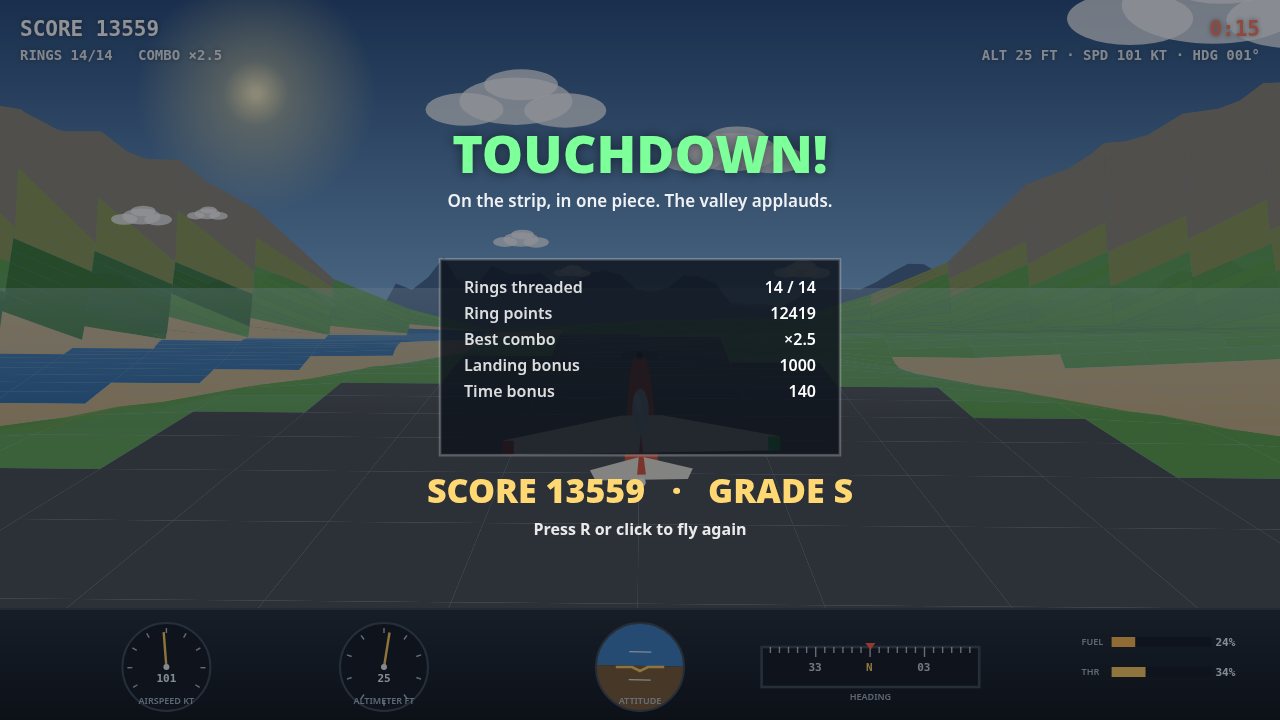 SCORE 13559
0:15
RINGS 14/14 COMBO ×2.5
ALT 25 FT · SPD 101 KT · HDG 001°
TOUCHDOWN!
On the strip, in one piece. The valley applauds.
Rings threaded 14 / 14
Ring points 12419
Best combo ×2.5
Landing bonus 1000
Time bonus 140
SCORE 13559 · GRADE S
Press R or click to fly again
101
AIRSPEED KT
25
ALTIMETER FT
ATTITUDE
33 N 03
HEADING
FUEL 24%
THR 34%